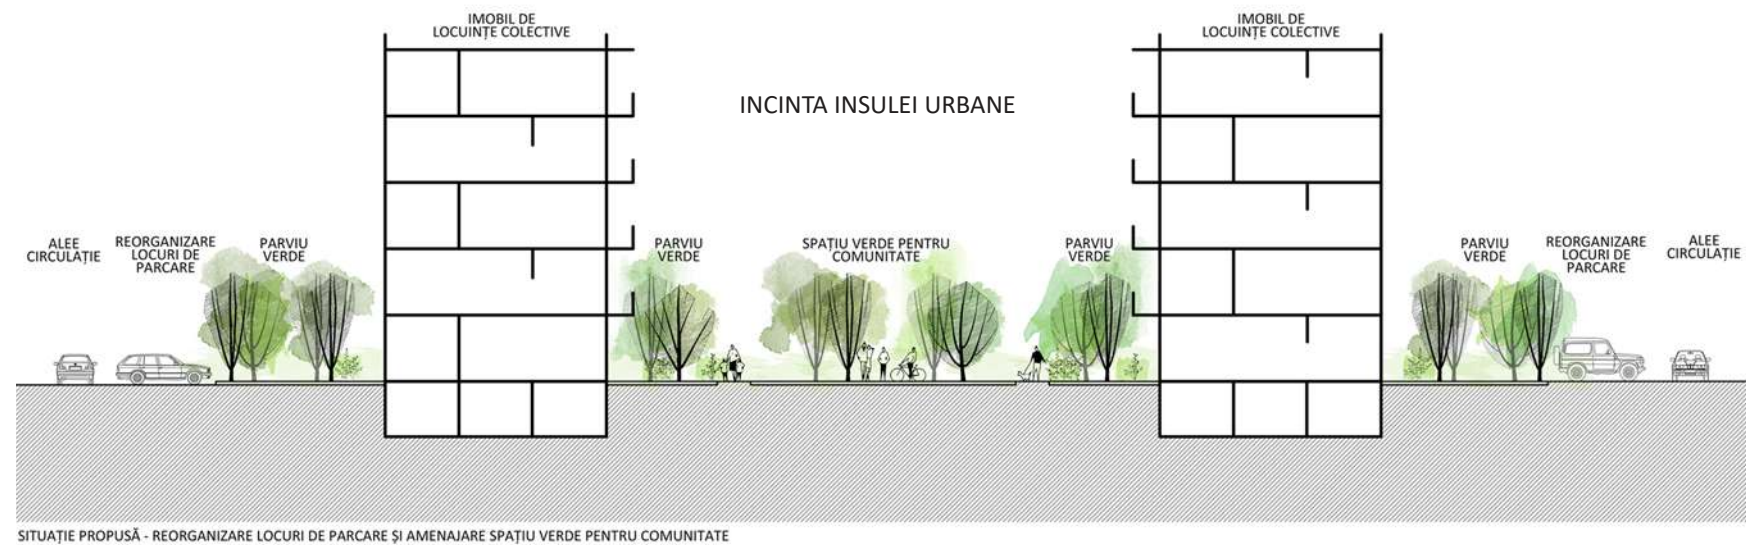 IMOBIL DE
LOCUINȚE COLECTIVE
IMOBIL DE
LOCUINȚE COLECTIVE
INCINTA INSULEI URBANE
ALEE
CIRCULAȚIE
REORGANIZARE
LOCURI DE
PARCARE
PARVIU
VERDE
PARVIU
VERDE
SPAȚIU VERDE PENTRU
COMUNITATE
PARVIU
VERDE
PARVIU
VERDE
REORGANIZARE
LOCURI DE
PARCARE
ALEE
CIRCULAȚIE
SITUAȚIE PROPUSĂ - REORGANIZARE LOCURI DE PARCARE ȘI AMENAJARE SPAȚIU VERDE PENTRU COMUNITATE